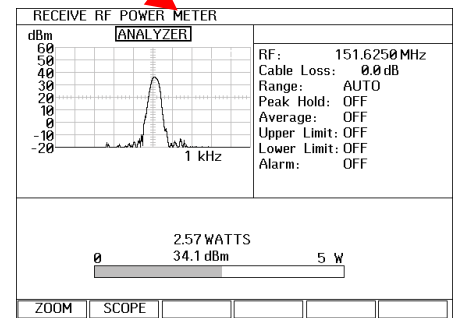 RECEIVE RF POWER METER
dBm
ANALYZER
60
50
40
30
20
10
0
-10
-20
1 kHz
RF: 151.6250 MHz
Cable Loss: 0.0 dB
Range: AUTO
Peak Hold: OFF
Average: OFF
Upper Limit: OFF
Lower Limit: OFF
Alarm: OFF
2.57 WATTS
0 34.1 dBm 5 W
ZOOM SCOPE